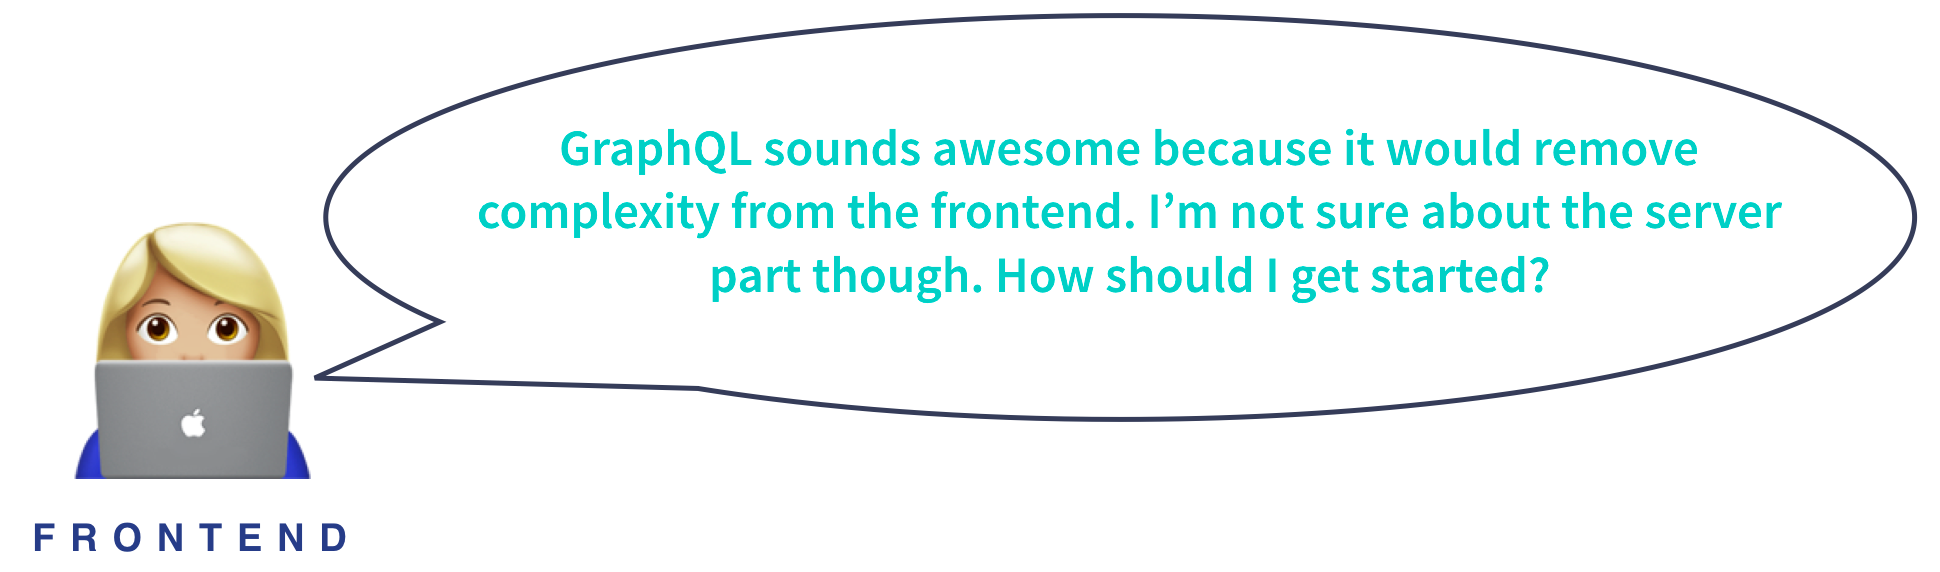 GraphQL sounds awesome because it would remove
complexity from the frontend. I’m not sure about the server
part though. How should I get started?
FRONTEND